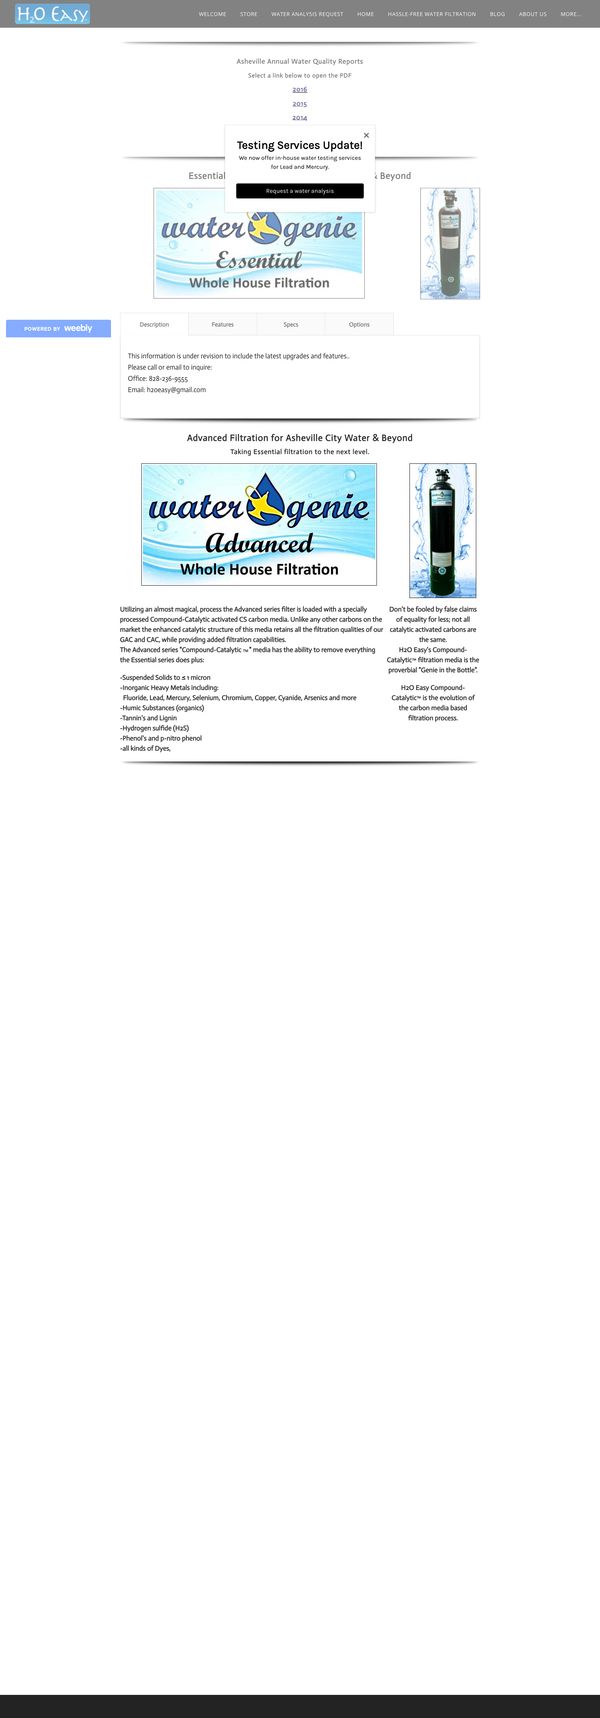 H2O Easy
WELCOME STORE WATER ANALYSIS REQUEST HOME HASSLE-FREE WATER FILTRATION BLOG ABOUT US MORE...
Asheville Annual Water Quality Reports
Select a link below to open the PDF
2016
2015
2014
×
Testing Services Update!
We now offer in-house water testing services
for Lead and Mercury.
Request a water analysis
Essential & Beyond
water genie
Essential
Whole House Filtration
POWERED BY weebly
Description Features Specs Options
This information is under revision to include the latest upgrades and features..
Please call or email to inquire:
Office: 828-236-9555
Email: h2oeasy@gmail.com
Advanced Filtration for Asheville City Water & Beyond
Taking Essential filtration to the next level.
water genie™
Advanced
Whole House Filtration
Utilizing an almost magical, process the Advanced series filter is loaded with a specially
processed Compound-Catalytic activated CS carbon media. Unlike any other carbons on the
market the enhanced catalytic structure of this media retains all the filtration qualities of our
GAC and CAC, while providing added filtration capabilities.
The Advanced series "Compound-Catalytic ™" media has the ability to remove everything
the Essential series does plus:
-Suspended Solids to ≤ 1 micron
-Inorganic Heavy Metals including:
Fluoride, Lead, Mercury, Selenium, Chromium, Copper, Cyanide, Arsenics and more
-Humic Substances (organics)
-Tannin's and Lignin
-Hydrogen sulfide (H2S)
-Phenol's and p-nitro phenol
-all kinds of Dyes,
Don't be fooled by false claims
of equality for less; not all
catalytic activated carbons are
the same.
H2O Easy's Compound-
Catalytic™ filtration media is the
proverbial "Genie in the Bottle".
H2O Easy Compound-
Catalytic™ is the evolution of
the carbon media based
filtration process.